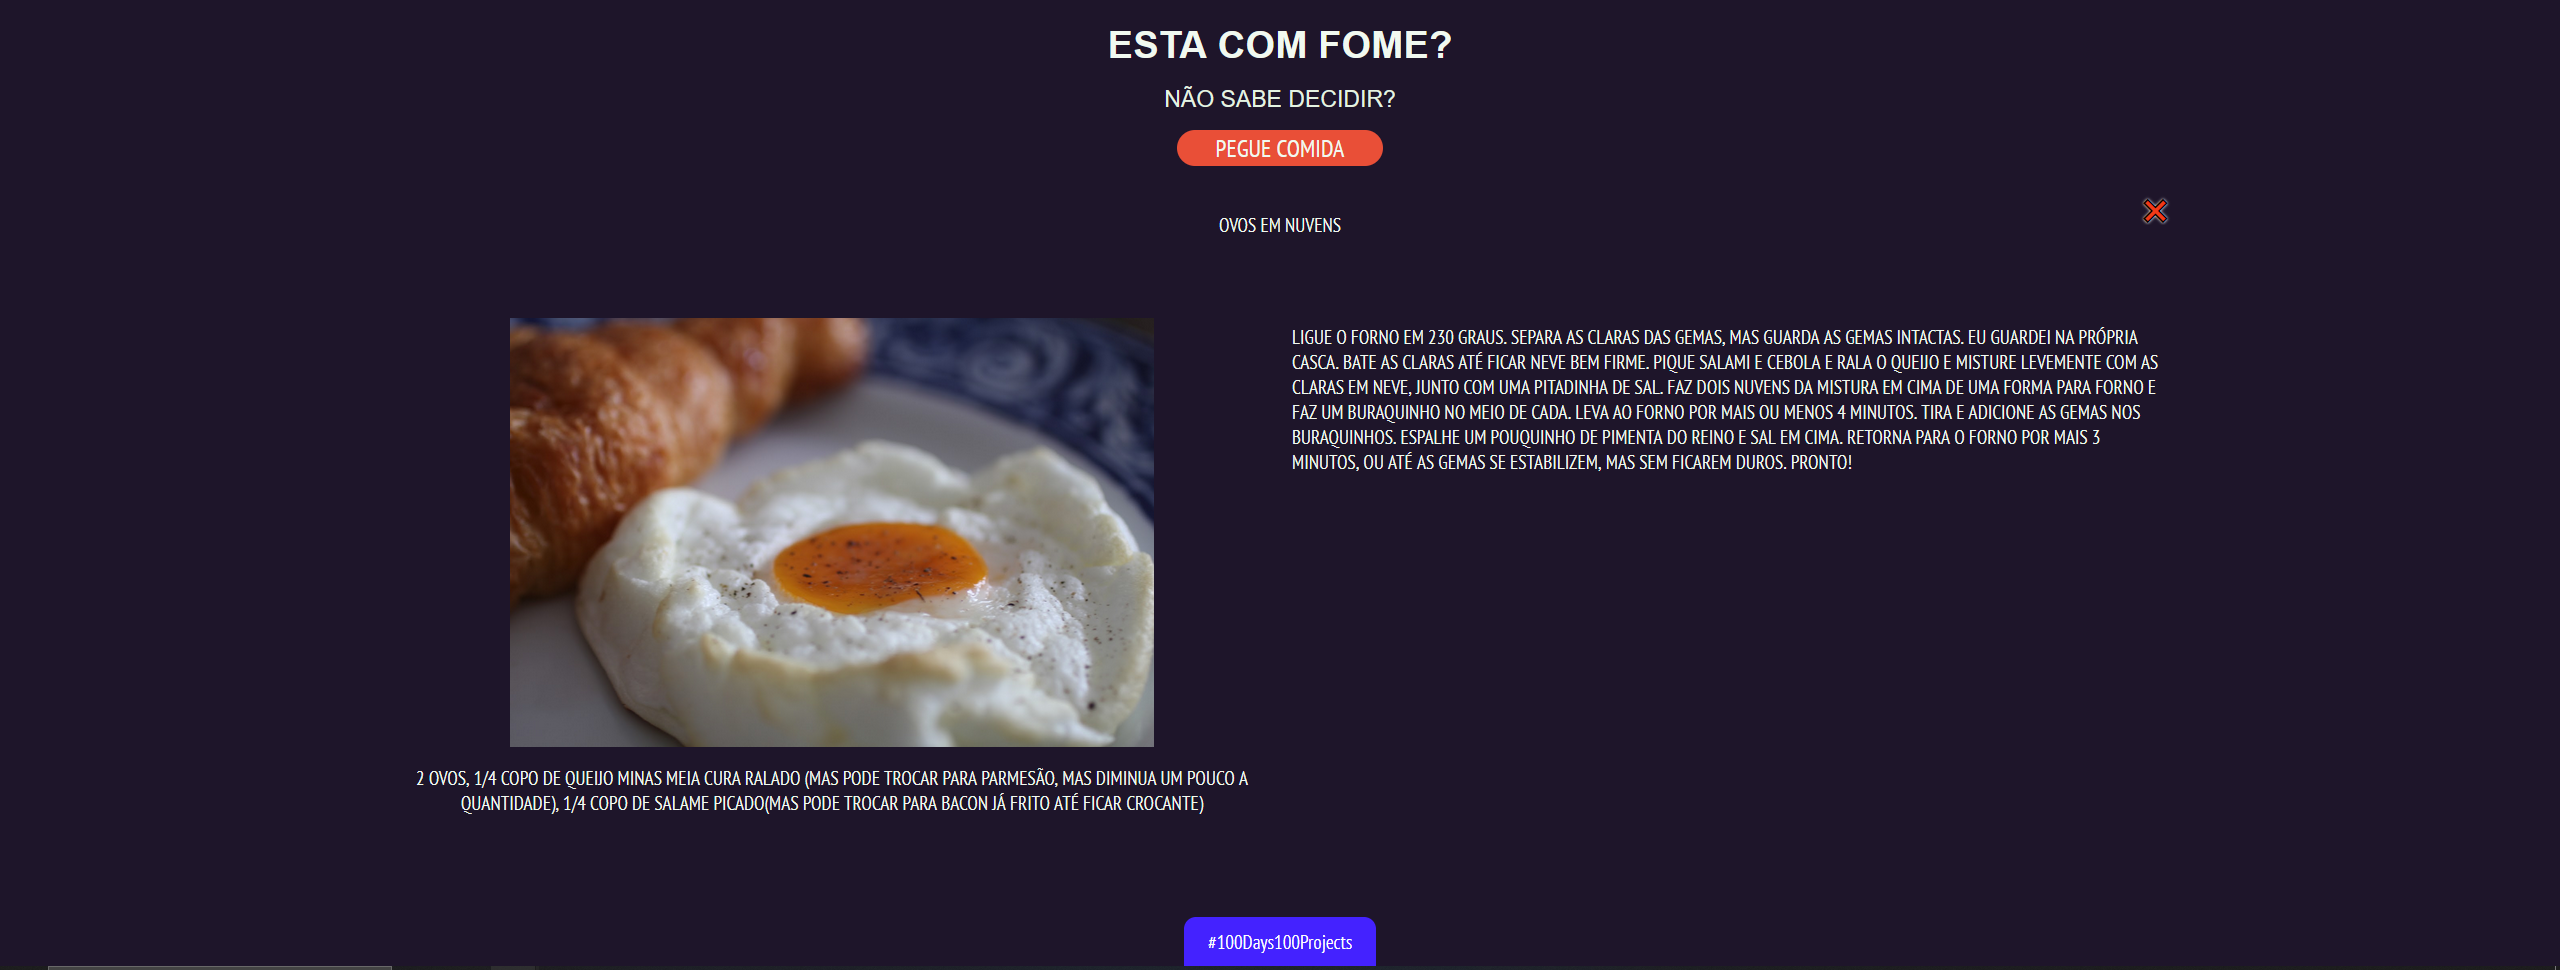 ESTA COM FOME?
NÃO SABE DECIDIR?
PEGUE COMIDA
OVOS EM NUVENS
LIGUE O FORNO EM 230 GRAUS. SEPARA AS CLARAS DAS GEMAS, MAS GUARDA AS GEMAS INTACTAS. EU GUARDEI NA PRÓPRIA
CASCA. BATE AS CLARAS ATÉ FICAR NEVE BEM FIRME. PIQUE SALAMI E CEBOLA E RALA O QUEIJO E MISTURE LEVEMENTE COM AS
CLARAS EM NEVE, JUNTO COM UMA PITADINHA DE SAL. FAZ DOIS NUVENS DA MISTURA EM CIMA DE UMA FORMA PARA FORNO E
FAZ UM BURAQUINHO NO MEIO DE CADA. LEVA AO FORNO POR MAIS OU MENOS 4 MINUTOS. TIRA E ADICIONE AS GEMAS NOS
BURAQUINHOS. ESPALHE UM POUQUINHO DE PIMENTA DO REINO E SAL EM CIMA. RETORNA PARA O FORNO POR MAIS 3
MINUTOS, OU ATÉ AS GEMAS SE ESTABILIZEM, MAS SEM FICAREM DUROS. PRONTO!
2 OVOS, 1/4 COPO DE QUEIJO MINAS MEIA CURA RALADO (MAS PODE TROCAR PARA PARMESÃO, MAS DIMINUA UM POUCO A
QUANTIDADE), 1/4 COPO DE SALAME PICADO(MAS PODE TROCAR PARA BACON JÁ FRITO ATÉ FICAR CROCANTE)
#100Days100Projects